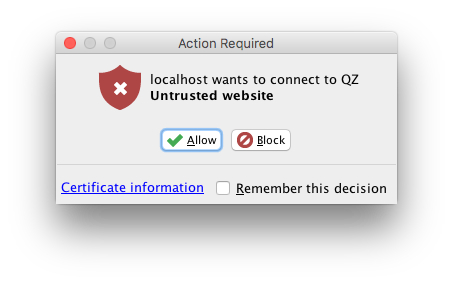 Action Required
localhost wants to connect to QZ
Untrusted website
Allow
Block
Certificate information
Remember this decision